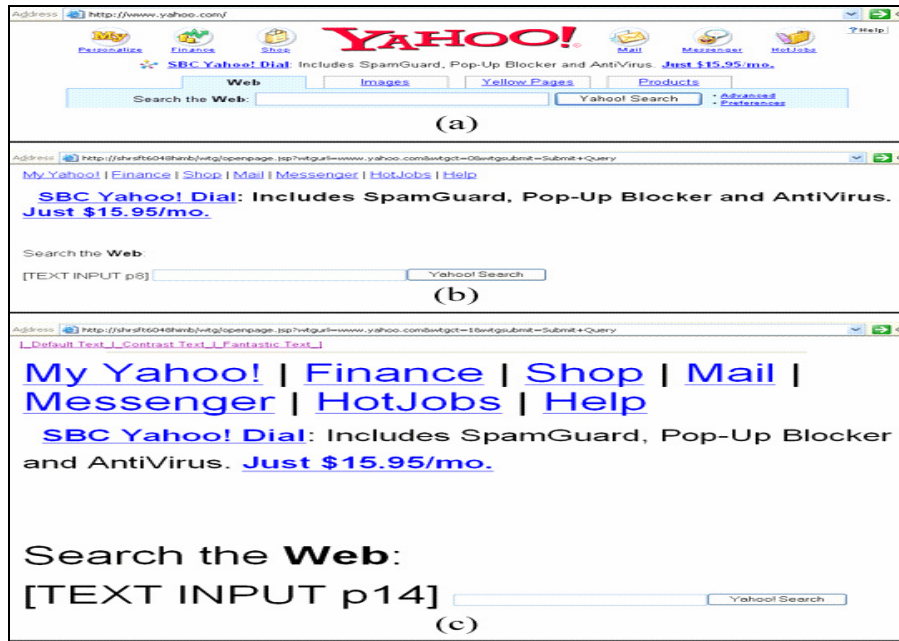 Address http://www.yahoo.com/
My YAHOO! ?Help
Personalize Finance Shop Mail Messenger HotJobs
SBC Yahoo! Dial: Includes SpamGuard, Pop-Up Blocker and AntiVirus. Just $15.95/mo.
Web Images Yellow Pages Products
Search the Web: Yahoo! Search · Advanced
· Preferences
(a)
Address http://shrsft6048hmb/wtg/openpage.jsp?wtgurl=www.yahoo.com&wtgct=0&wtgsubmit=Submit+Query
My Yahoo! | Finance | Shop | Mail | Messenger | HotJobs | Help
SBC Yahoo! Dial: Includes SpamGuard, Pop-Up Blocker and AntiVirus.
Just $15.95/mo.
Search the Web:
[TEXT INPUT p8] Yahoo! Search
(b)
Address http://shrsft6048hmb/wtg/openpage.jsp?wtgurl=www.yahoo.com&wtgct=1&wtgsubmit=Submit+Query
|_Default Text_|_Contrast Text_|_Fantastic Text_|
My Yahoo! | Finance | Shop | Mail |
Messenger | HotJobs | Help
SBC Yahoo! Dial: Includes SpamGuard, Pop-Up Blocker
and AntiVirus. Just $15.95/mo.
Search the Web:
[TEXT INPUT p14] Yahoo! Search
(c)